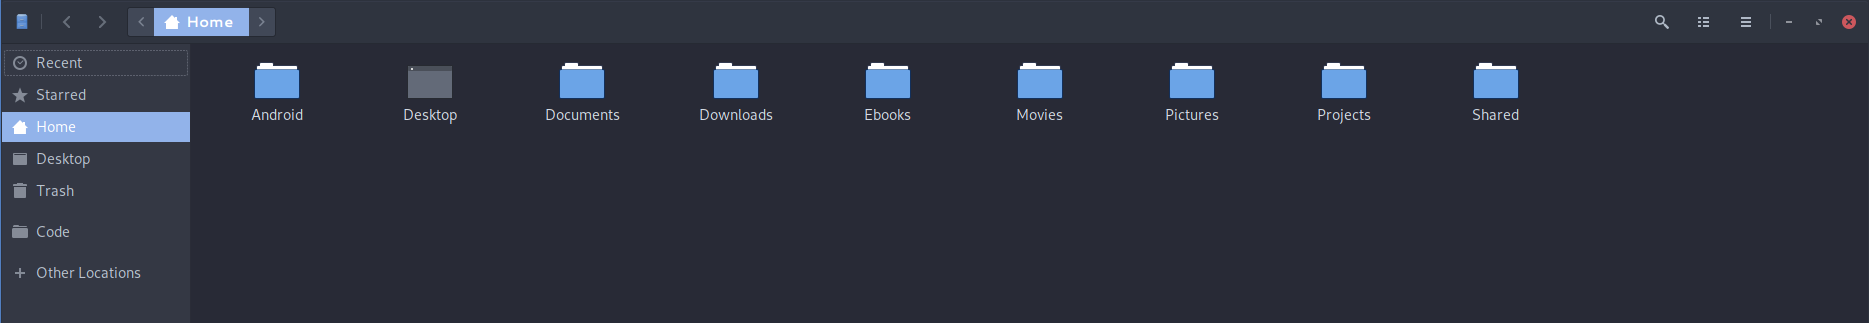 Home
Recent
Starred
Home
Desktop
Trash
Code
Other Locations
Android Desktop Documents Downloads Ebooks Movies Pictures Projects Shared